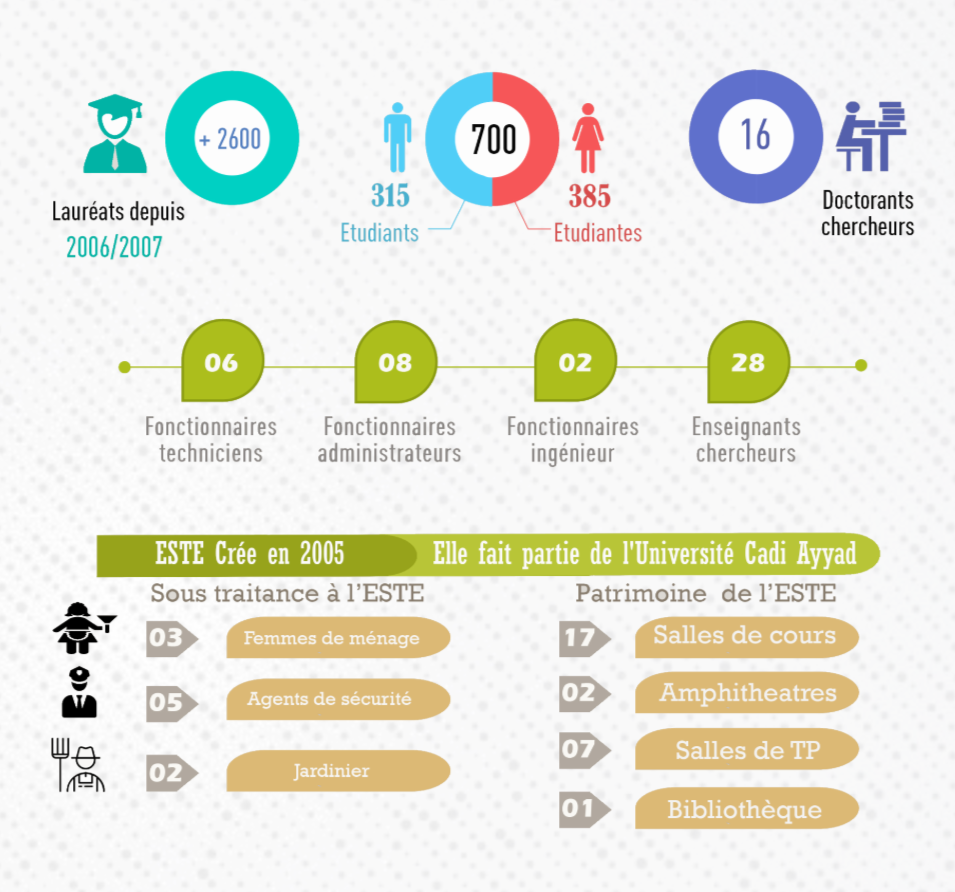 + 2600
Lauréats depuis
2006/2007
700
315
Etudiants
385
Etudiantes
16
Doctorants
chercheurs
06
Fonctionnaires
techniciens
08
Fonctionnaires
administrateurs
02
Fonctionnaires
ingénieur
28
Enseignants
chercheurs
ESTE Crée en 2005
Elle fait partie de l'Université Cadi Ayyad
Sous traitance à l'ESTE
03 Femmes de ménage
05 Agents de sécurité
02 Jardinier
Patrimoine de l'ESTE
17 Salles de cours
02 Amphitheatres
07 Salles de TP
01 Bibliothèque